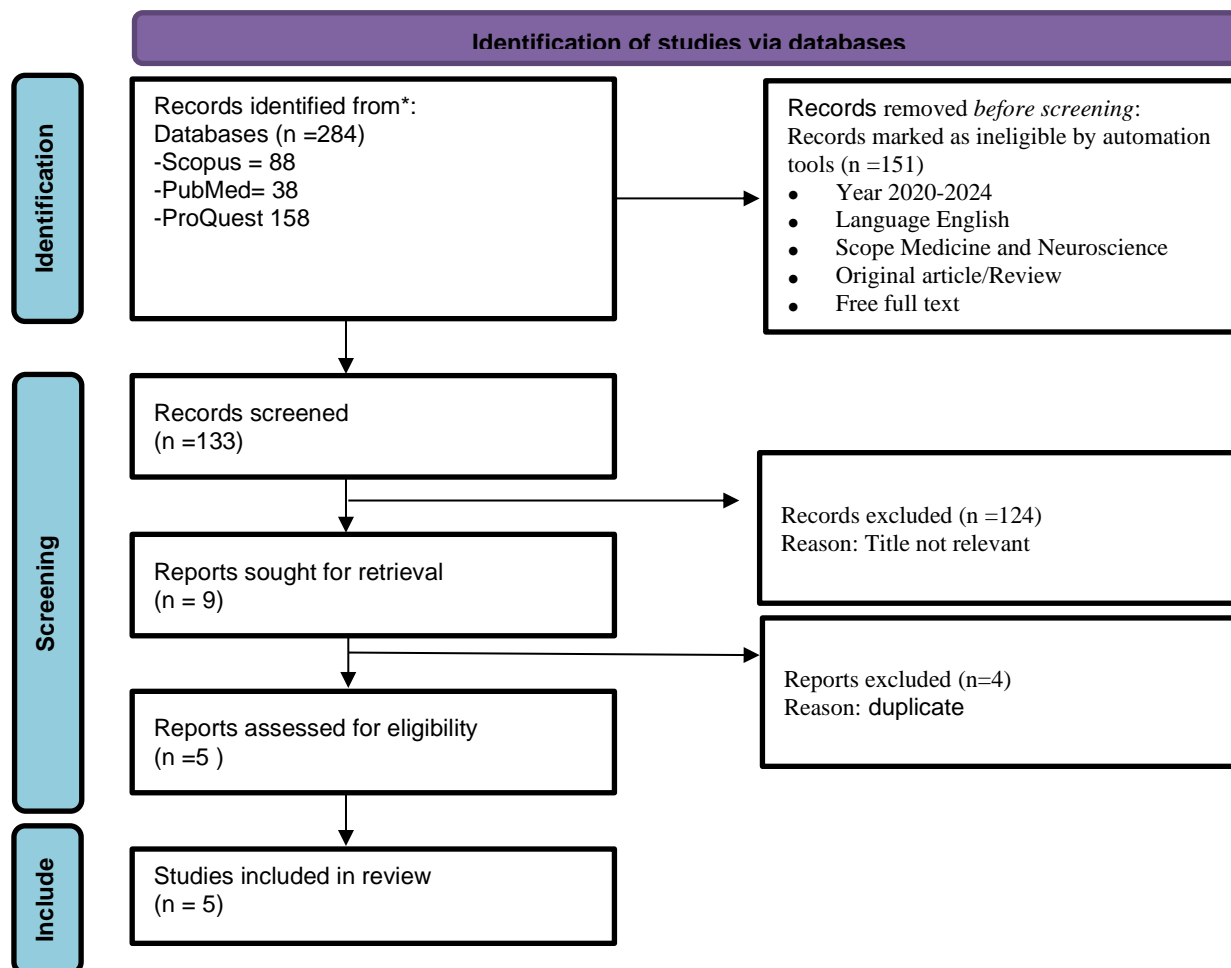 Identification of studies via databases
Identification
Records identified from*:
Databases (n =284)
-Scopus = 88
-PubMed= 38
-ProQuest 158
Records removed before screening:
Records marked as ineligible by automation
tools (n =151)
• Year 2020-2024
• Language English
• Scope Medicine and Neuroscience
• Original article/Review
• Free full text
Screening
Records screened
(n =133)
Records excluded (n =124)
Reason: Title not relevant
Reports sought for retrieval
(n = 9)
Reports excluded (n=4)
Reason: duplicate
Reports assessed for eligibility
(n =5 )
Include
Studies included in review
(n = 5)